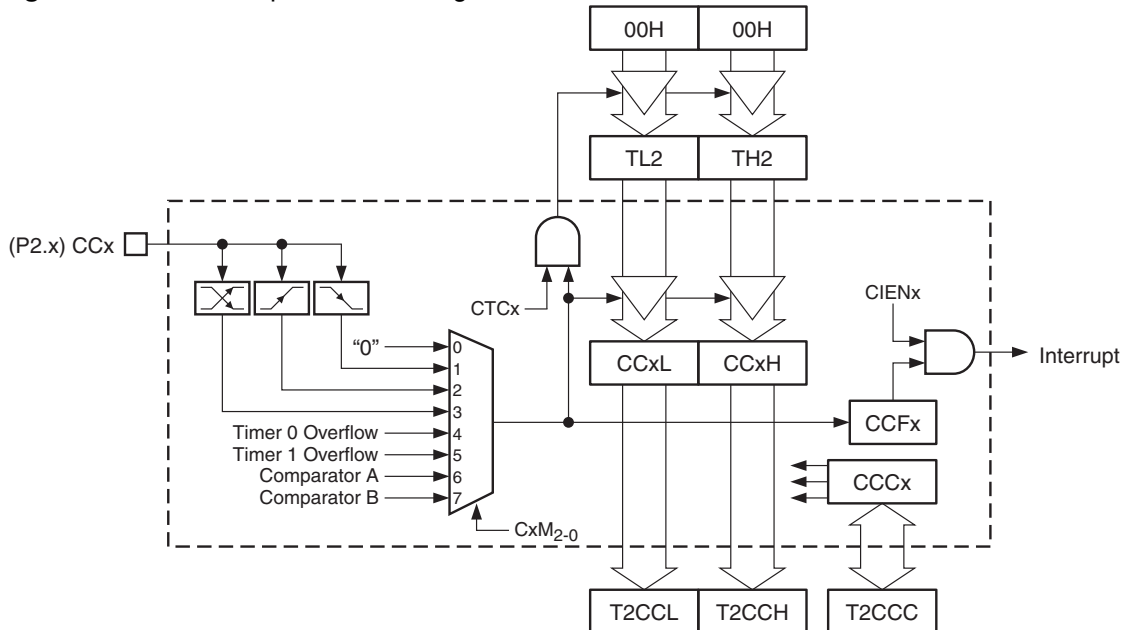 00H 00H
TL2 TH2
(P2.x) CCx
CTCx
CIENx
"0"
0
1
2
3
Timer 0 Overflow 4
Timer 1 Overflow 5
Comparator A 6
Comparator B 7
CxM2-0
CCxL CCxH
Interrupt
CCFx
CCCx
T2CCL T2CCH T2CCC